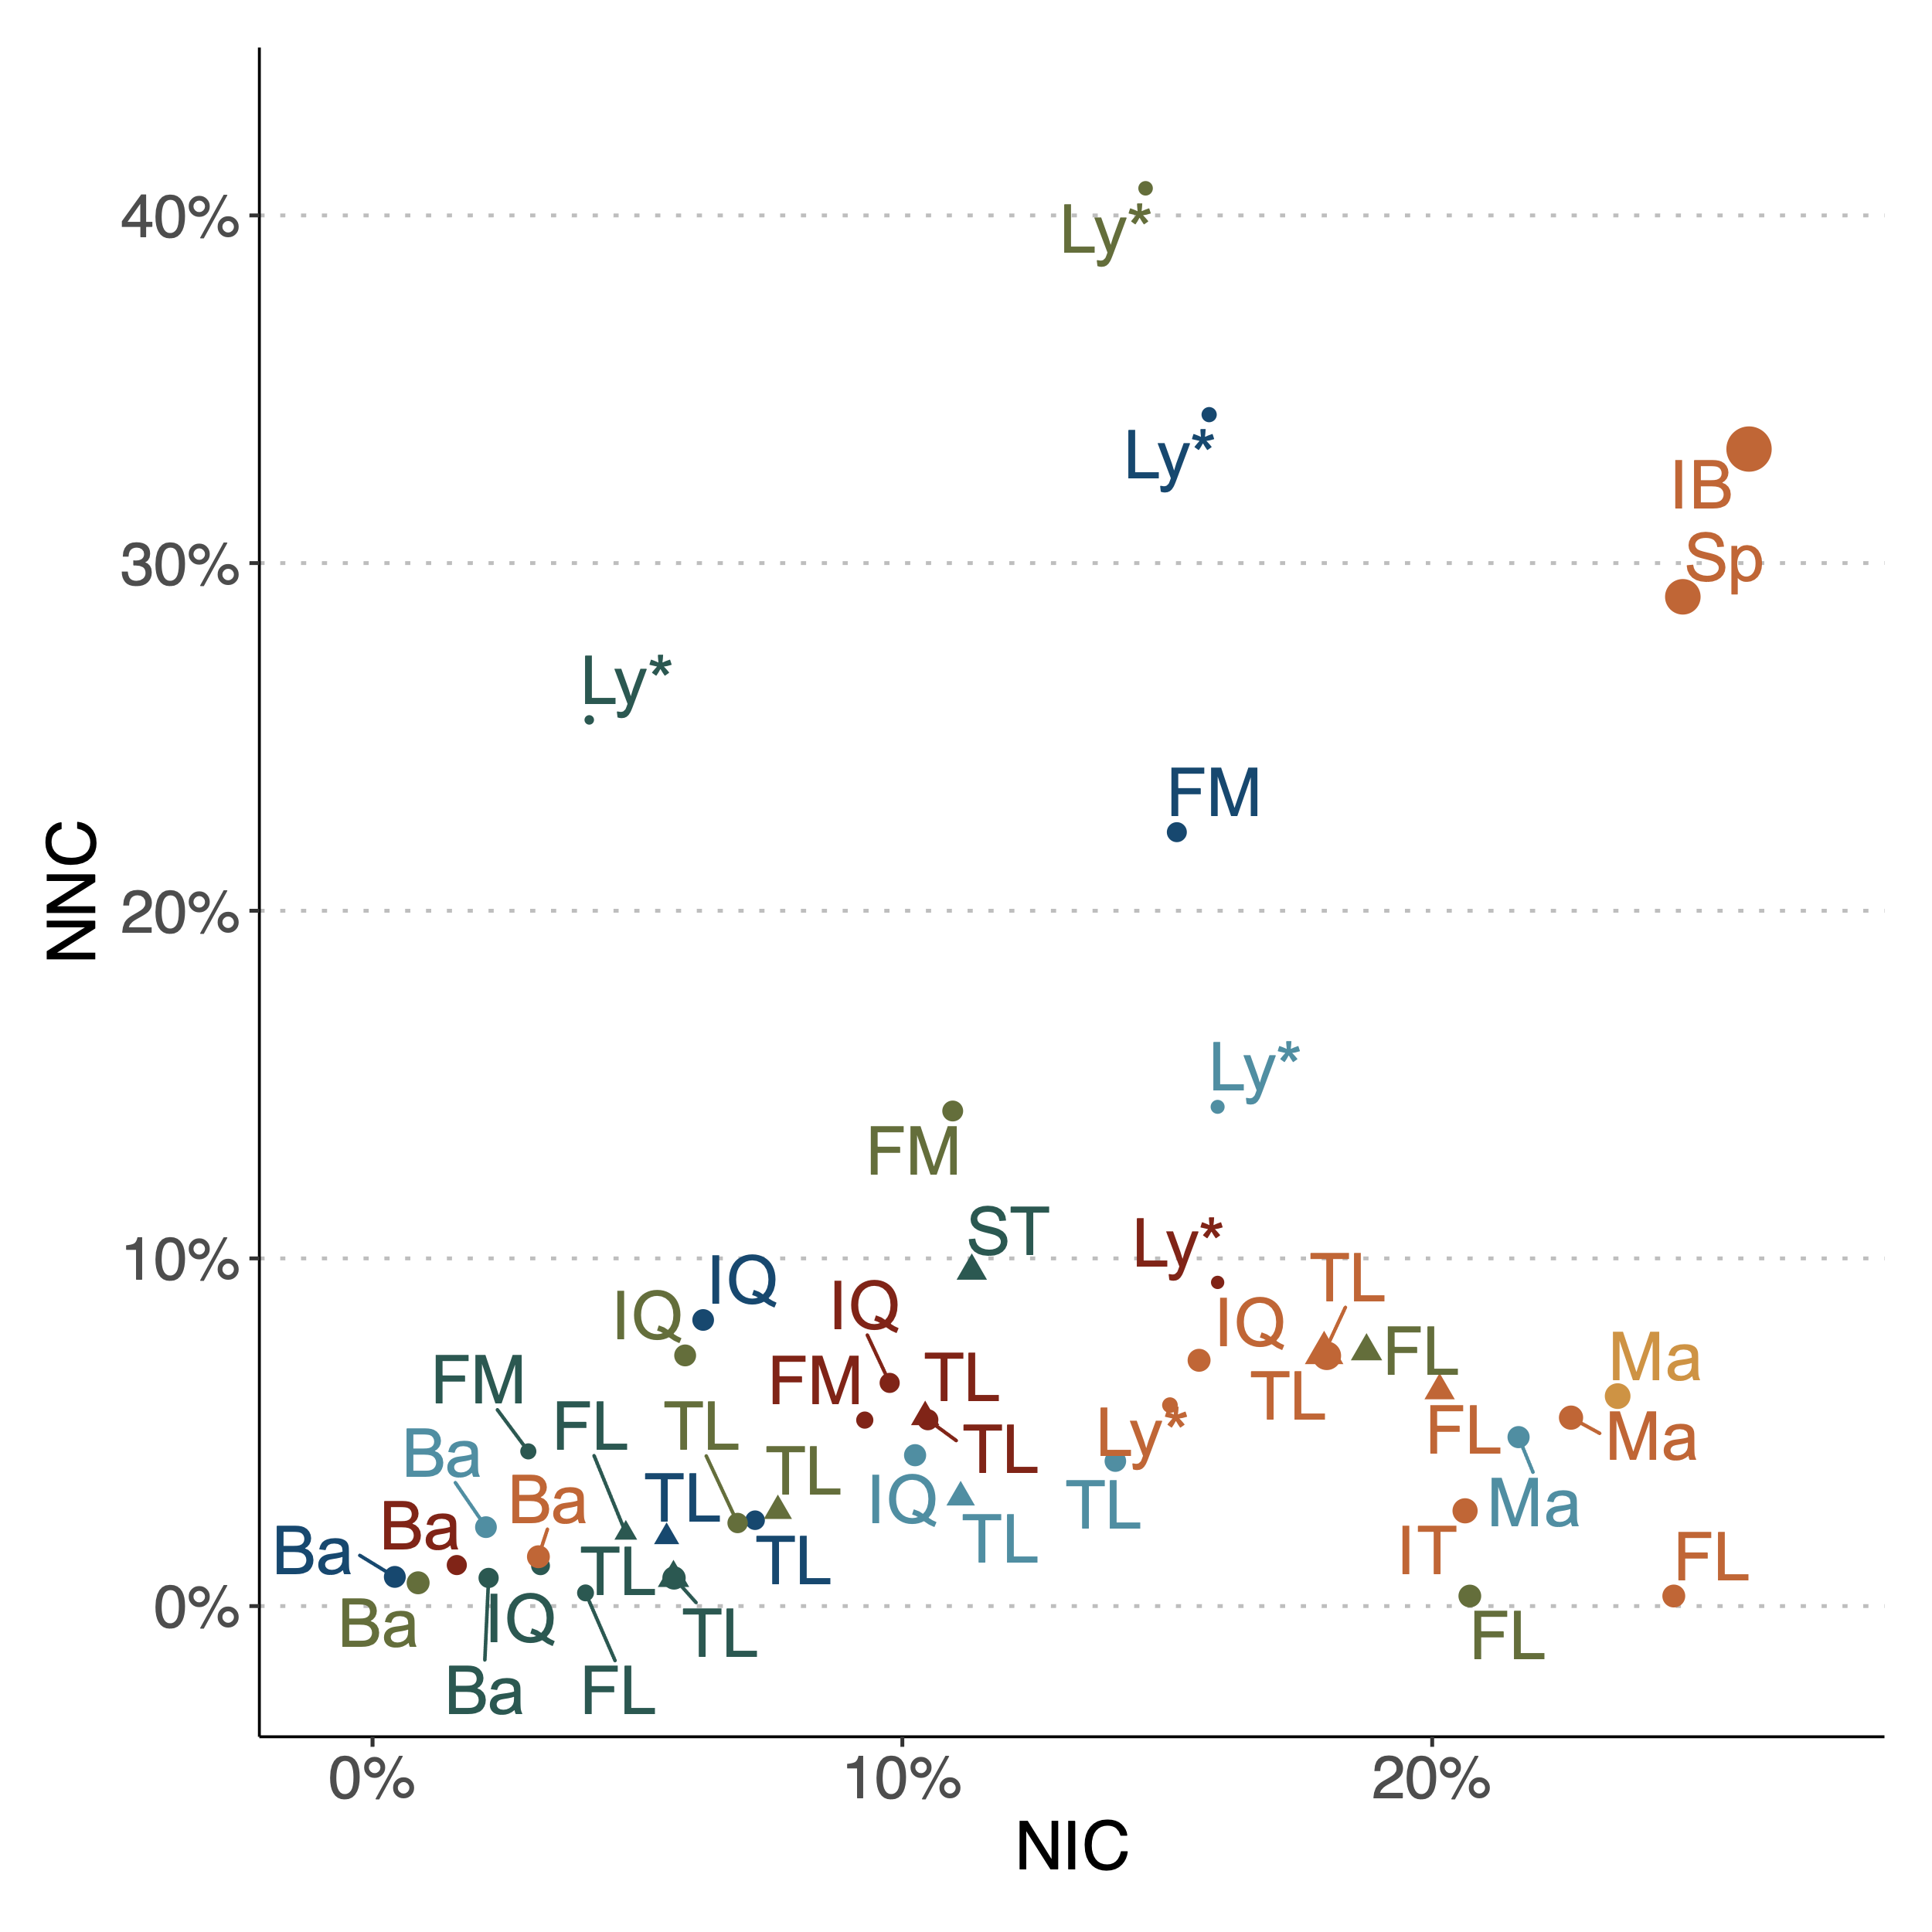 40%
Ly*
Ly*
IB
Sp
30%
Ly*
FM
20%
NNC
Ly*
FM
ST
Ly*
10%
TL
IQ
IQ
IQ
IQ
FL
Ma
FM
FM
TL
TL
FL
Ma
FL
TL
Ly*
Ba
TL
TL
Ba
TL
IQ
TL
Ma
Ba
Ba
TL
TL
IT
FL
TL
0%
Ba
IQ
TL
FL
Ba
FL
0%
10%
20%
NIC